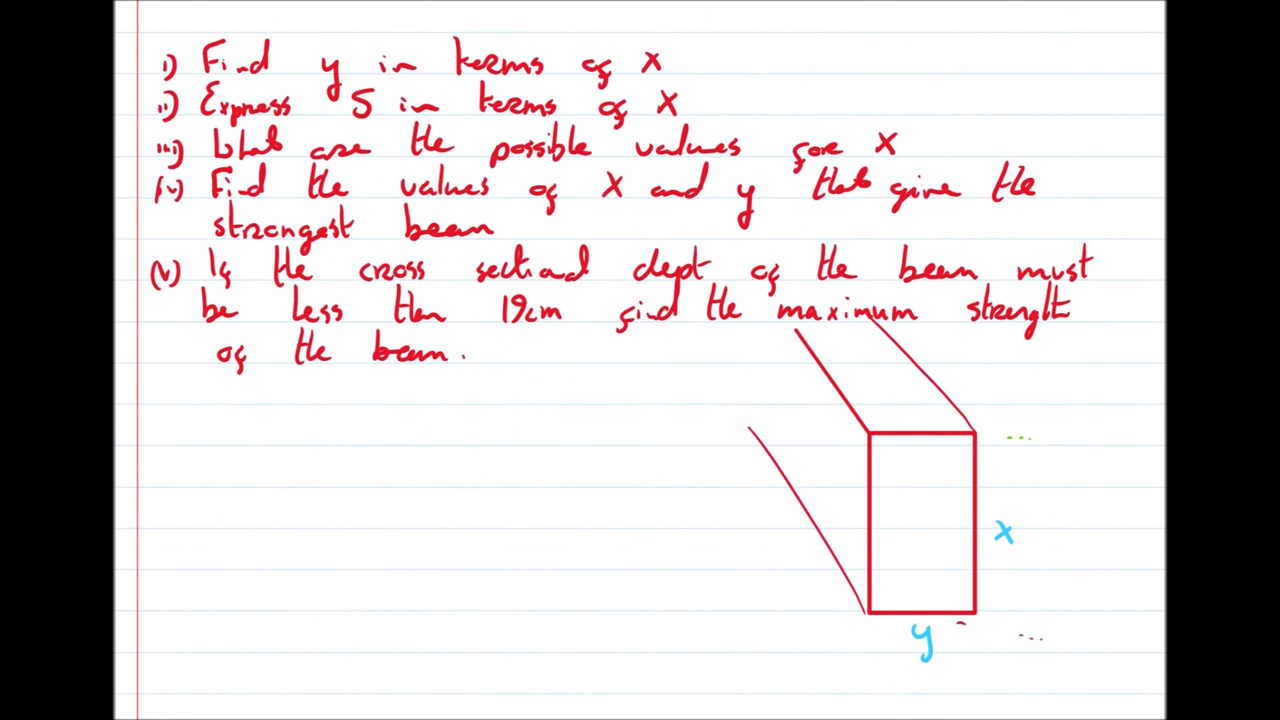 i) Find y in terms of x
ii) Express S in terms of x
iii) What are the possible values for x
iv) Find the values of x and y that give the
strongest beam
(v) If the cross sectional dept of the beam must
be less than 19cm find the maximum strenght
of the beam.
x
y